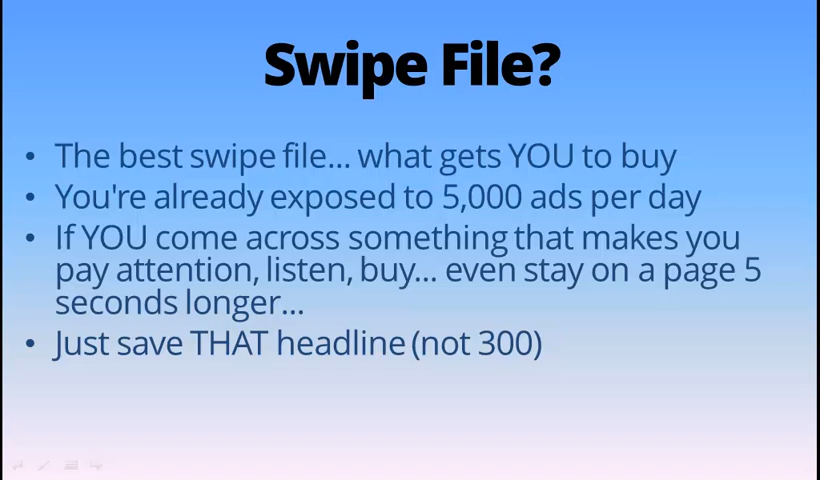 Swipe File?
• The best swipe file... what gets YOU to buy
• You're already exposed to 5,000 ads per day
• If YOU come across something that makes you
pay attention, listen, buy... even stay on a page 5
seconds longer...
• Just save THAT headline (not 300)